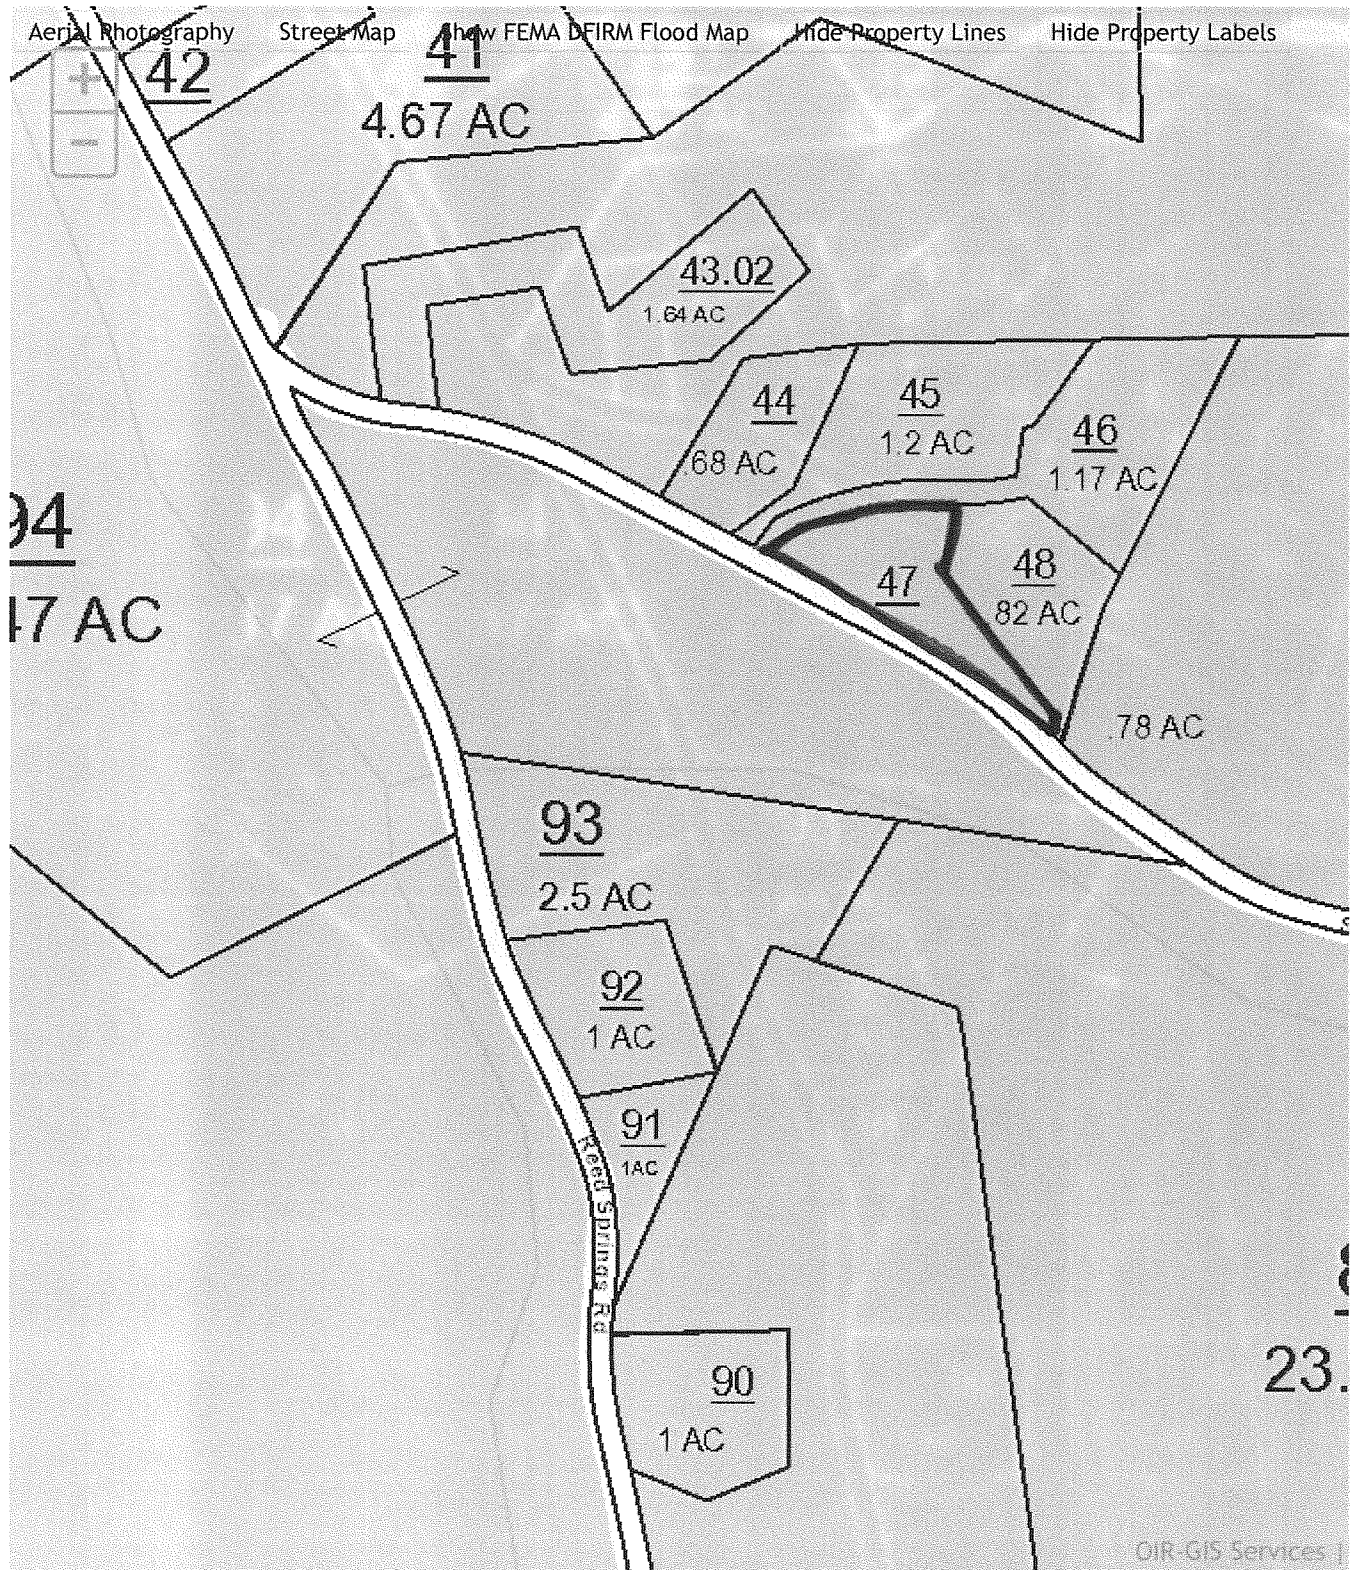 Aerial Photography Street Map Show FEMA DFIRM Flood Map Hide Property Lines Hide Property Labels
+
−
42
41
4.67 AC
43.02
1.64 AC
44
.68 AC
45
1.2 AC
46
1.17 AC
94
47 AC
47
48
82 AC
.78 AC
93
2.5 AC
92
1 AC
91
1AC
Reed Springs Rd
90
1 AC
23.
OIR-GIS Services |